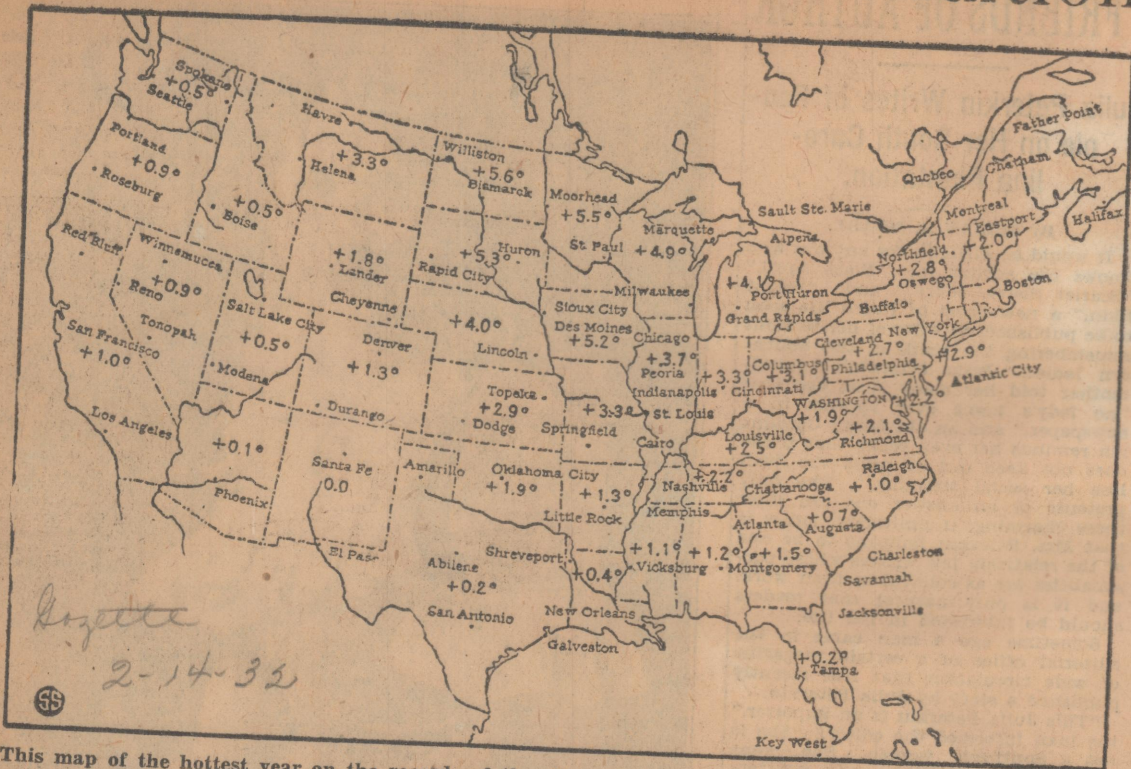 Spokane
+0.5°
Seattle
Havre
Portland
+0.9°
Roseburg
+3.3°
Helena
Williston
+5.6°
Bismarck
Moorhead
+5.5°
Father Point
Quebec
Chatham
Sault Ste. Marie
Montreal
Eastport
Halifax
+0.5°
Boise
Red Bluff
Winnemucca
+0.9°
Reno
Tonopah
+1.8°
Lander
Cheyenne
Huron
+5.3°
Rapid City
St. Paul
Marquette
+4.9°
Alpena
Northfield
+2.0°
+2.8°
Oswego
Boston
San Francisco
+1.0°
Salt Lake City
+0.5°
Modena
Denver
+1.3°
Durango
+4.0°
Lincoln
Milwaukee
Sioux City
Des Moines
+5.2°
+4.1°
Port Huron
Grand Rapids
Buffalo
Chicago
+3.7°
Peoria
Indianapolis
+3.3°
Cleveland
New York
+2.7°
Columbus
+3.1°
Cincinnati
Philadelphia
+2.9°
Atlantic City
Los Angeles
+0.1°
Phoenix
Santa Fe
0.0
Topeka
+2.9°
Dodge
+3.3°
St. Louis
Springfield
WASHINGTON
+2.2°
+1.9°
+2.1°
Richmond
Louisville
+2.5°
Cairo
Amarillo
Oklahoma City
+1.9°
+1.3°
Little Rock
+2.2°
Nashville
Chattanooga
Raleigh
+1.0°
Memphis
Atlanta
+0.7°
Augusta
El Paso
Abilene
+0.2°
San Antonio
Shreveport
+0.4°
+1.1°
Vicksburg
+1.2°
+1.5°
Montgomery
Charleston
Savannah
Jacksonville
New Orleans
Galveston
+0.2°
Tampa
Key West
Gazette
2-14-32
SS
This map of the hottest year on the